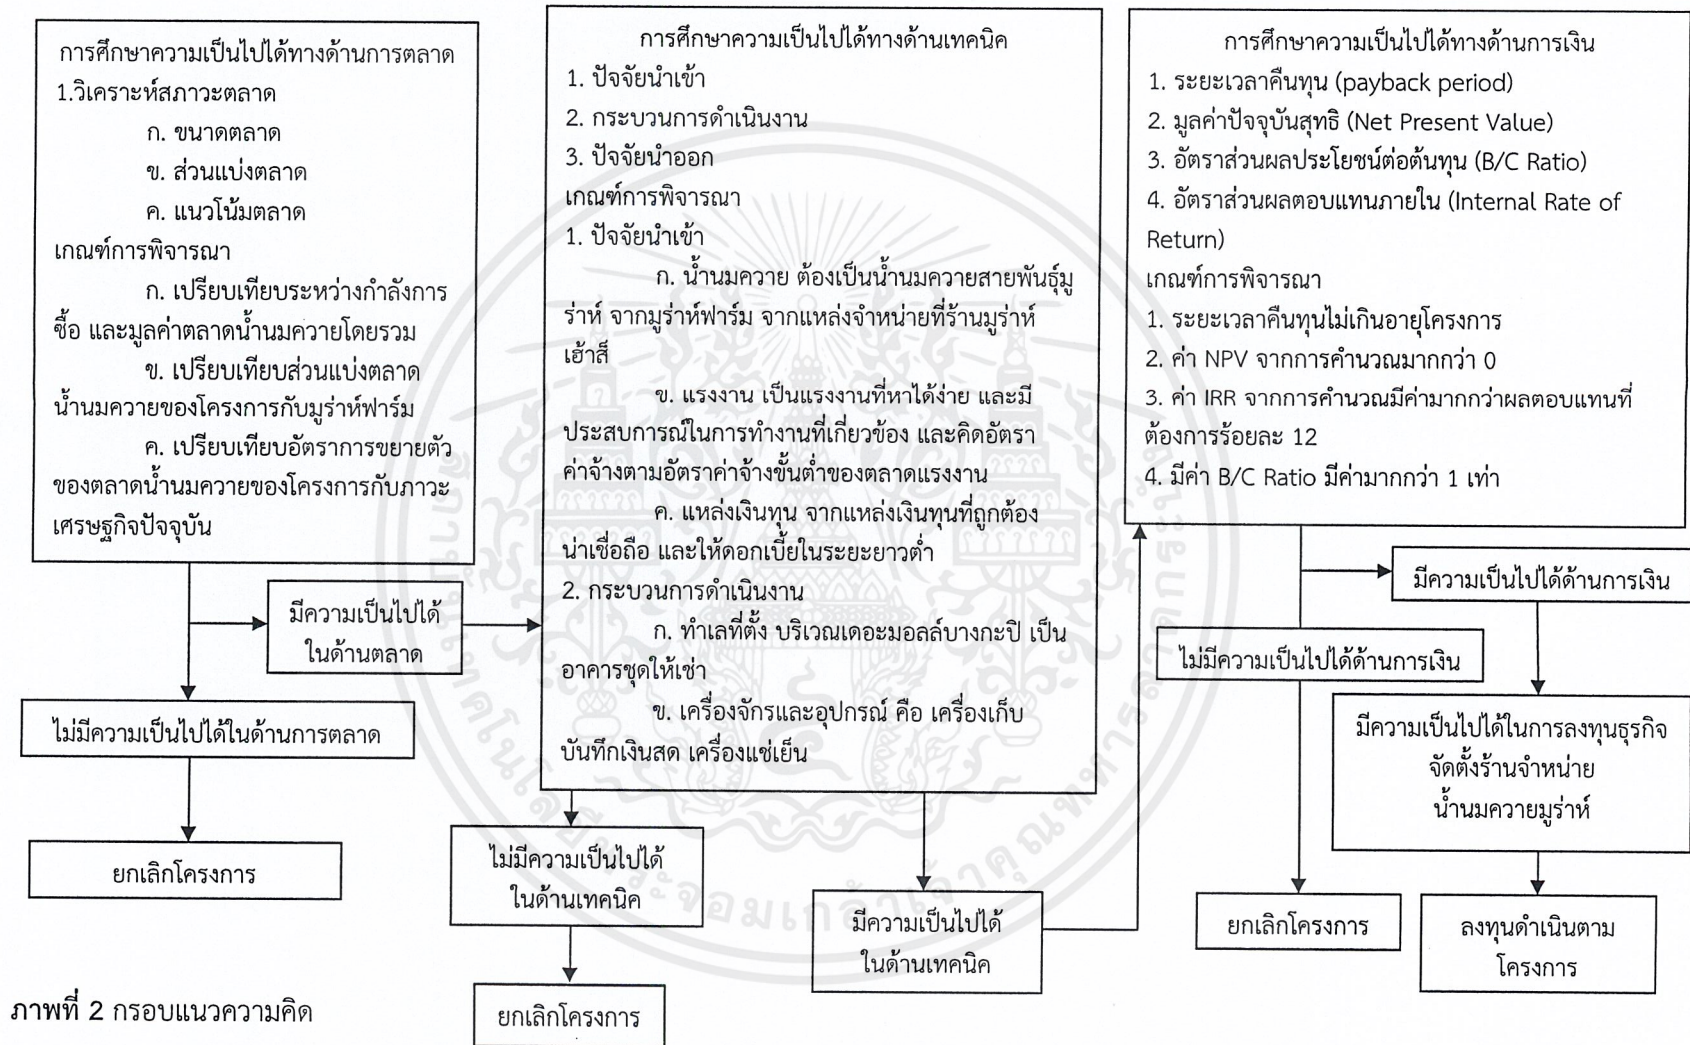 การศึกษาความเป็นไปได้ทางด้านการตลาด
1.วิเคราะห์สภาวะตลาด
ก. ขนาดตลาด
ข. ส่วนแบ่งตลาด
ค. แนวโน้มตลาด
เกณฑ์การพิจารณา
ก. เปรียบเทียบระหว่างกำลังการ
ซื้อ และมูลค่าตลาดน้ำนมควายโดยรวม
ข. เปรียบเทียบส่วนแบ่งตลาด
น้ำนมควายของโครงการกับมูร่าห์ฟาร์ม
ค. เปรียบเทียบอัตราการขยายตัว
ของตลาดน้ำนมควายของโครงการกับภาวะ
เศรษฐกิจปัจจุบัน
มีความเป็นไปได้
ในด้านตลาด
ไม่มีความเป็นไปได้ในด้านการตลาด
ยกเลิกโครงการ
การศึกษาความเป็นไปได้ทางด้านเทคนิค
1. ปัจจัยนำเข้า
2. กระบวนการดำเนินงาน
3. ปัจจัยนำออก
เกณฑ์การพิจารณา
1. ปัจจัยนำเข้า
ก. น้ำนมควาย ต้องเป็นน้ำนมควายสายพันธุ์มู
ร่าห์ จากมูร่าห์ฟาร์ม จากแหล่งจำหน่ายที่ร้านมูร่าห์
เฮ้าส์
ข. แรงงาน เป็นแรงงานที่หาได้ง่าย และมี
ประสบการณ์ในการทำงานที่เกี่ยวข้อง และคิดอัตรา
ค่าจ้างตามอัตราค่าจ้างขั้นต่ำของตลาดแรงงาน
ค. แหล่งเงินทุน จากแหล่งเงินทุนที่ถูกต้อง
น่าเชื่อถือ และให้ดอกเบี้ยในระยะยาวต่ำ
2. กระบวนการดำเนินงาน
ก. ทำเลที่ตั้ง บริเวณเดอะมอลล์บางกะปิ เป็น
อาคารชุดให้เช่า
ข. เครื่องจักรและอุปกรณ์ คือ เครื่องเก็บ
บันทึกเงินสด เครื่องแช่เย็น
ไม่มีความเป็นไปได้
ในด้านเทคนิค
ยกเลิกโครงการ
มีความเป็นไปได้
ในด้านเทคนิค
การศึกษาความเป็นไปได้ทางด้านการเงิน
1. ระยะเวลาคืนทุน (payback period)
2. มูลค่าปัจจุบันสุทธิ (Net Present Value)
3. อัตราส่วนผลประโยชน์ต่อต้นทุน (B/C Ratio)
4. อัตราส่วนผลตอบแทนภายใน (Internal Rate of
Return)
เกณฑ์การพิจารณา
1. ระยะเวลาคืนทุนไม่เกินอายุโครงการ
2. ค่า NPV จากการคำนวณมากกว่า 0
3. ค่า IRR จากการคำนวณมีค่ามากกว่าผลตอบแทนที่
ต้องการร้อยละ 12
4. มีค่า B/C Ratio มีค่ามากกว่า 1 เท่า
มีความเป็นไปได้ด้านการเงิน
ไม่มีความเป็นไปได้ด้านการเงิน
มีความเป็นไปได้ในการลงทุนธุรกิจ
จัดตั้งร้านจำหน่าย
น้ำนมควายมูร่าห์
ยกเลิกโครงการ
ลงทุนดำเนินตาม
โครงการ
ภาพที่ 2 กรอบแนวความคิด
สถาบันเทคโนโลยีพระจอมเกล้าเจ้าคุณทหารลาดกระบัง